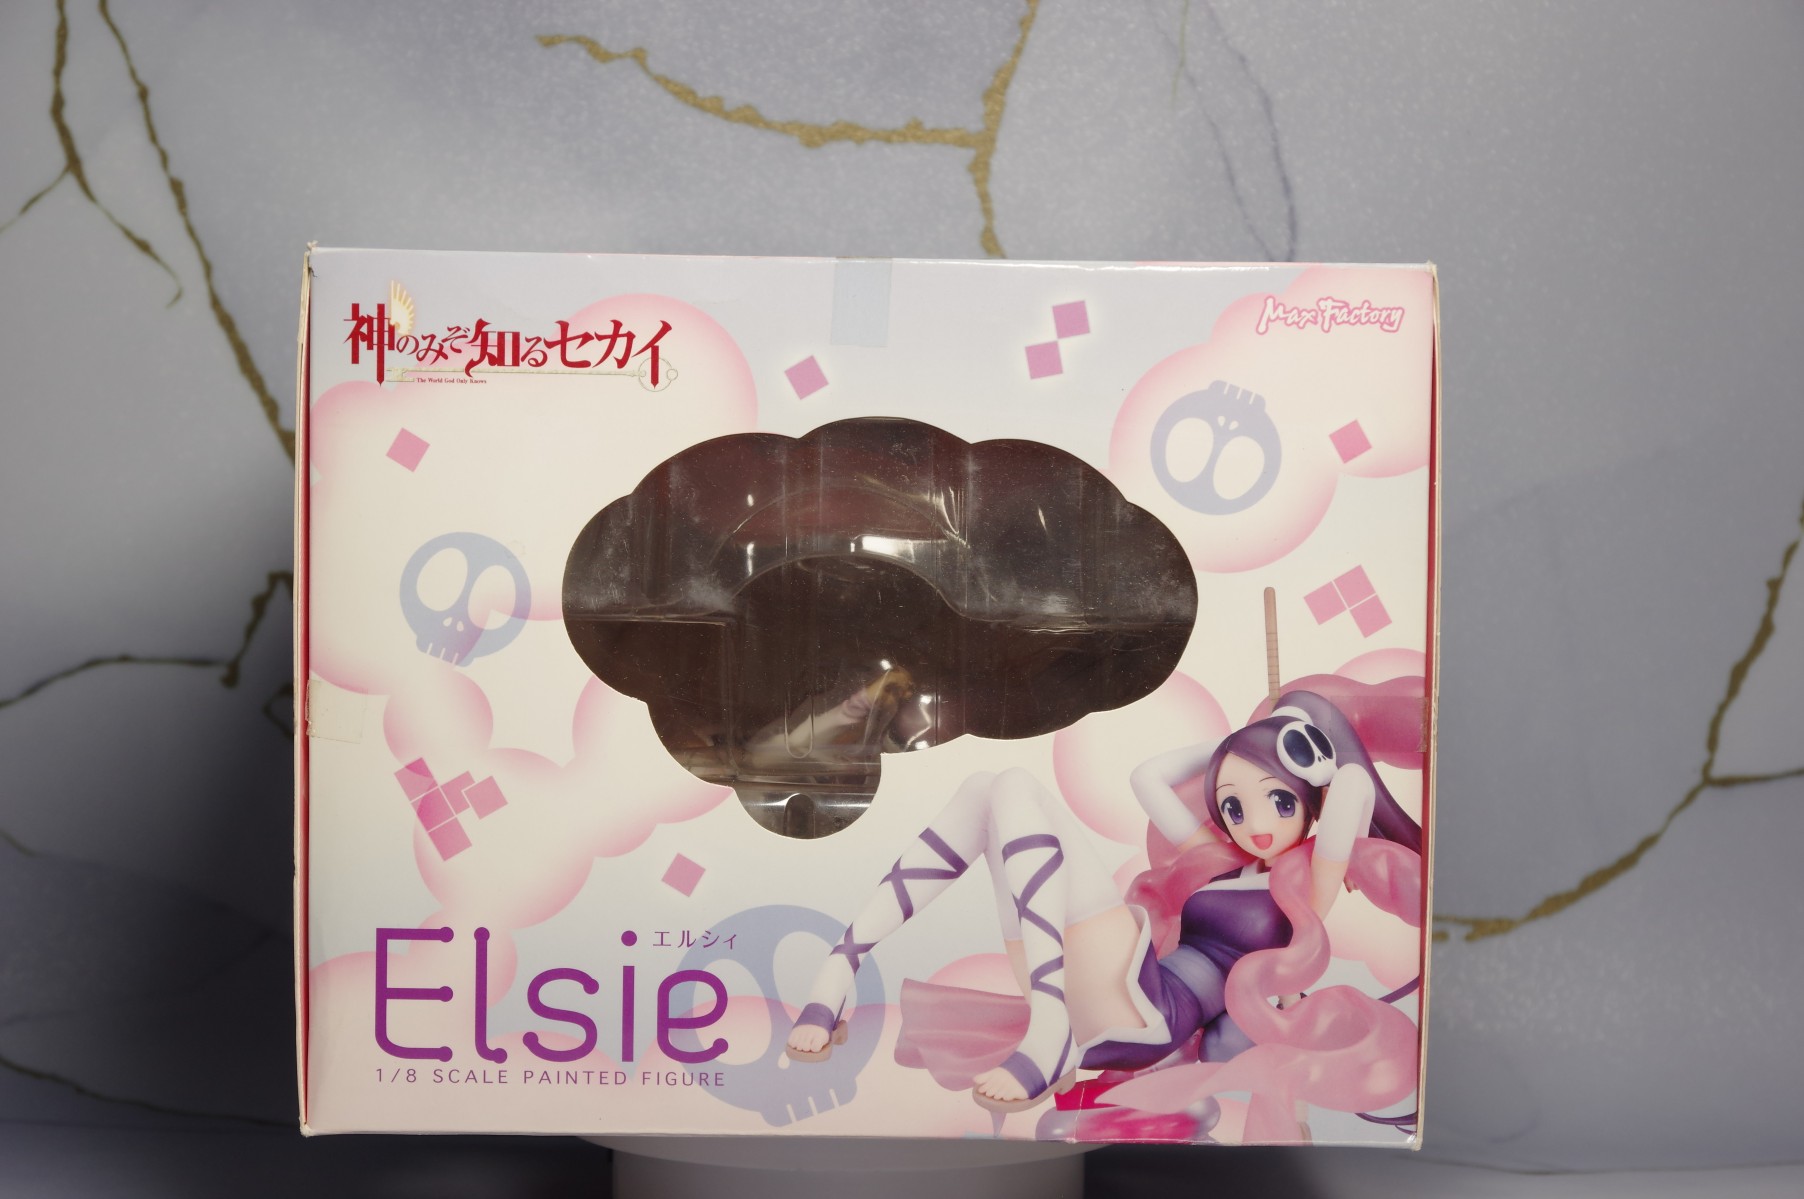 神のみぞ知るセカイ
The World God Only Knows
Max Factory
エルシィ
Elsie
1/8 SCALE PAINTED FIGURE